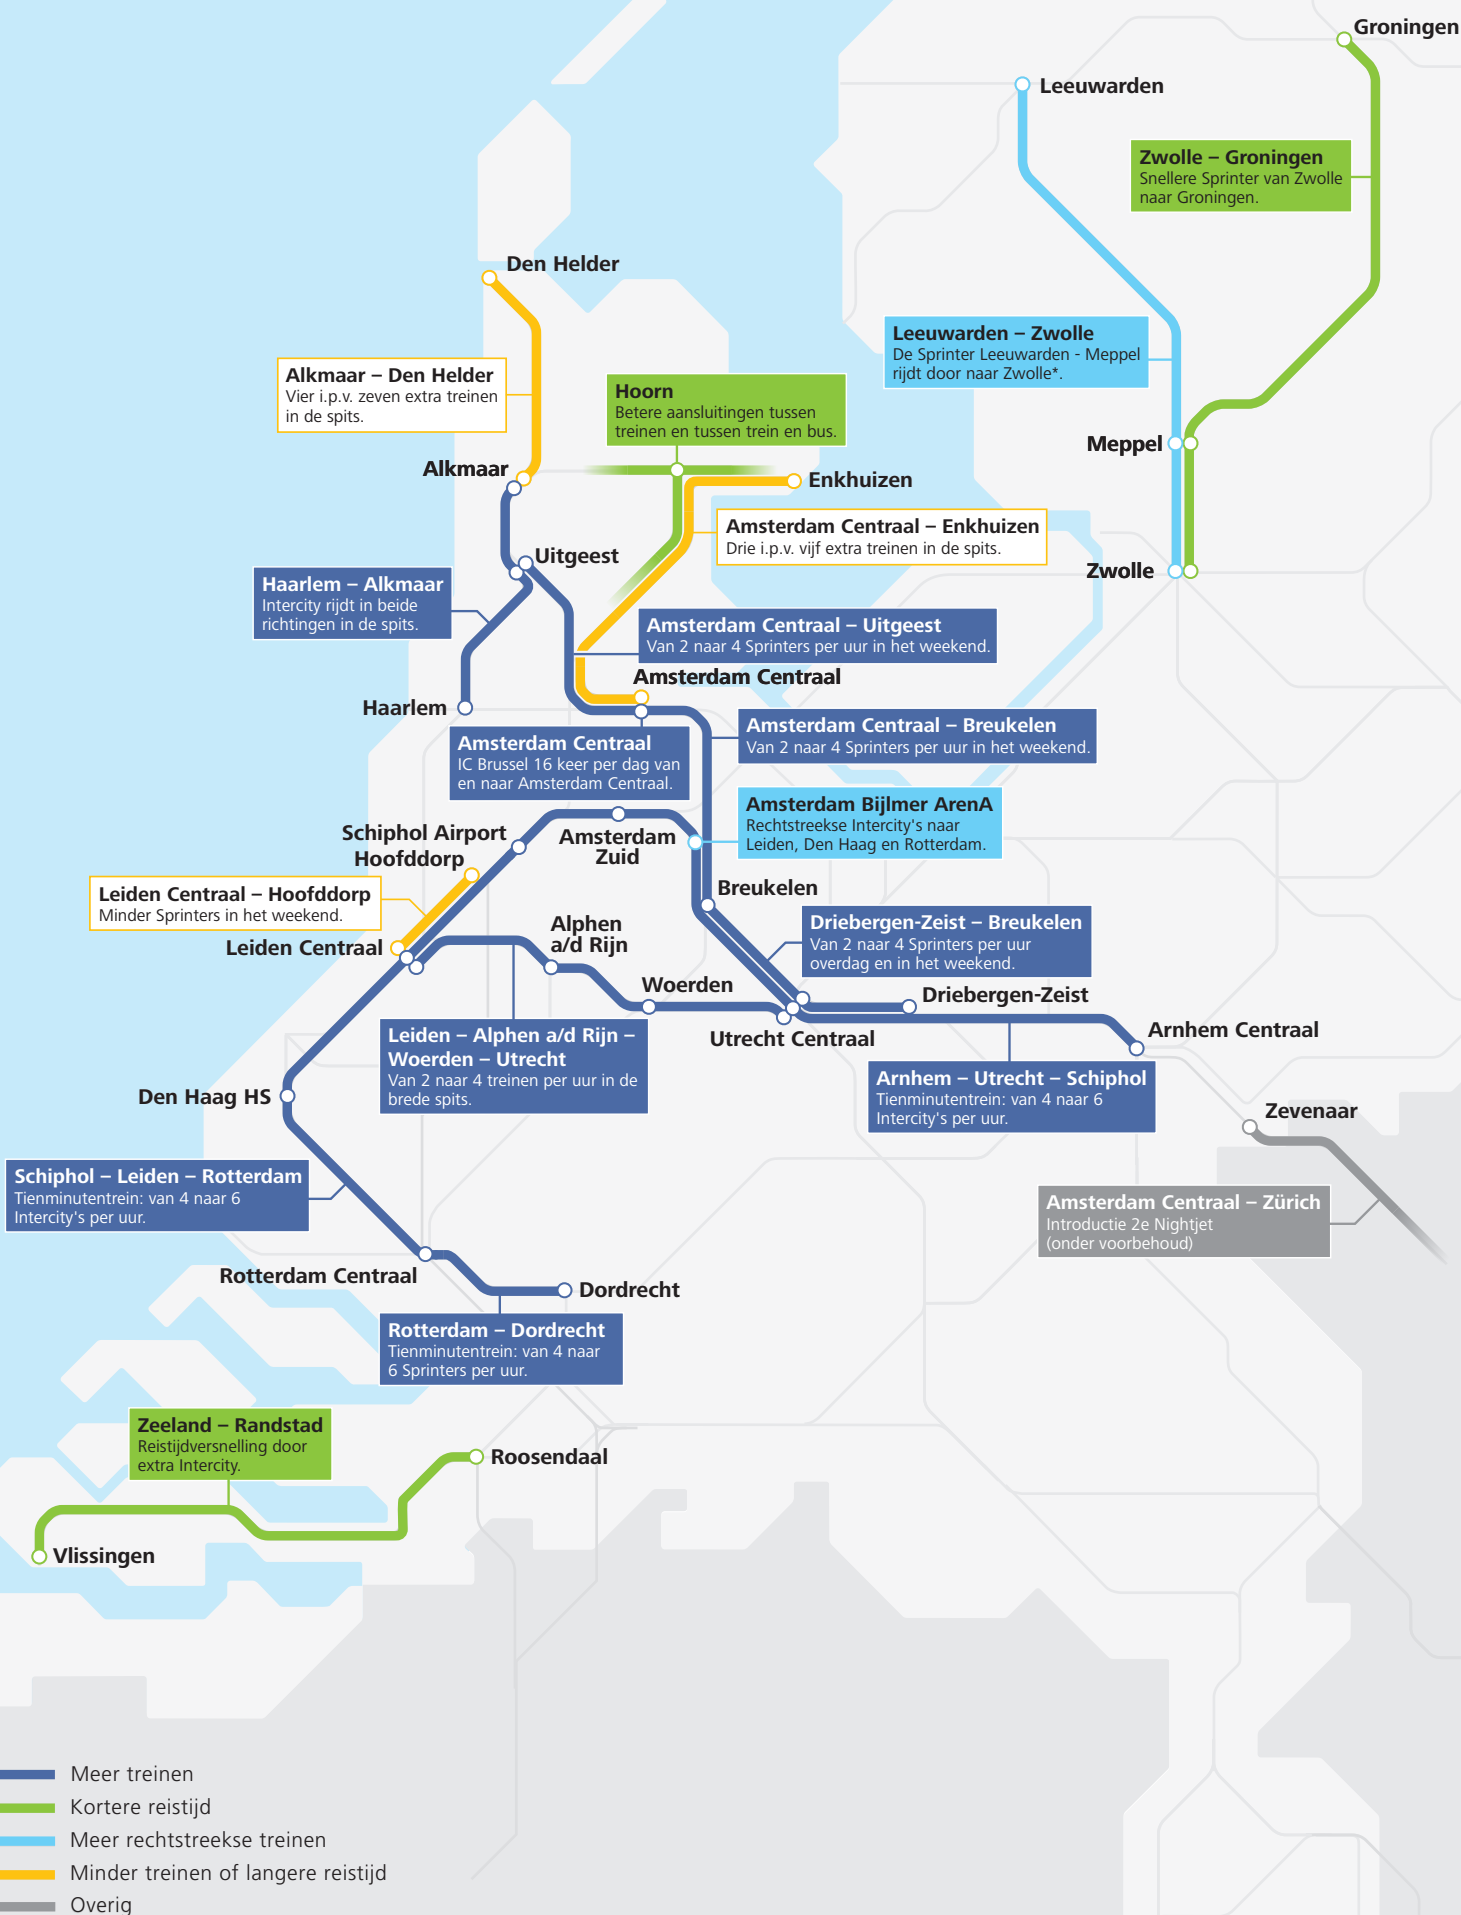 Groningen
Leeuwarden
Zwolle – Groningen
Snellere Sprinter van Zwolle
naar Groningen.
Den Helder
Leeuwarden – Zwolle
De Sprinter Leeuwarden - Meppel
rijdt door naar Zwolle*.
Alkmaar – Den Helder
Vier i.p.v. zeven extra treinen
in de spits.
Hoorn
Betere aansluitingen tussen
treinen en tussen trein en bus.
Meppel
Alkmaar
Enkhuizen
Amsterdam Centraal – Enkhuizen
Drie i.p.v. vijf extra treinen in de spits.
Uitgeest
Zwolle
Haarlem – Alkmaar
Intercity rijdt in beide
richtingen in de spits.
Amsterdam Centraal – Uitgeest
Van 2 naar 4 Sprinters per uur in het weekend.
Amsterdam Centraal
Haarlem
Amsterdam Centraal – Breukelen
Van 2 naar 4 Sprinters per uur in het weekend.
Amsterdam Centraal
IC Brussel 16 keer per dag van
en naar Amsterdam Centraal.
Amsterdam Bijlmer ArenA
Rechtstreekse Intercity's naar
Leiden, Den Haag en Rotterdam.
Schiphol Airport
Hoofddorp
Amsterdam
Zuid
Leiden Centraal – Hoofddorp
Minder Sprinters in het weekend.
Breukelen
Alphen
a/d Rijn
Driebergen-Zeist – Breukelen
Van 2 naar 4 Sprinters per uur
overdag en in het weekend.
Leiden Centraal
Woerden
Driebergen-Zeist
Utrecht Centraal
Arnhem Centraal
Leiden – Alphen a/d Rijn –
Woerden – Utrecht
Van 2 naar 4 treinen per uur in de
brede spits.
Arnhem – Utrecht – Schiphol
Tienminutentrein: van 4 naar 6
Intercity's per uur.
Den Haag HS
Zevenaar
Schiphol – Leiden – Rotterdam
Tienminutentrein: van 4 naar 6
Intercity's per uur.
Amsterdam Centraal – Zürich
Introductie 2e Nightjet
(onder voorbehoud)
Rotterdam Centraal
Dordrecht
Rotterdam – Dordrecht
Tienminutentrein: van 4 naar
6 Sprinters per uur.
Zeeland – Randstad
Reistijdversnelling door
extra Intercity.
Roosendaal
Vlissingen
Meer treinen
Kortere reistijd
Meer rechtstreekse treinen
Minder treinen of langere reistijd
Overig